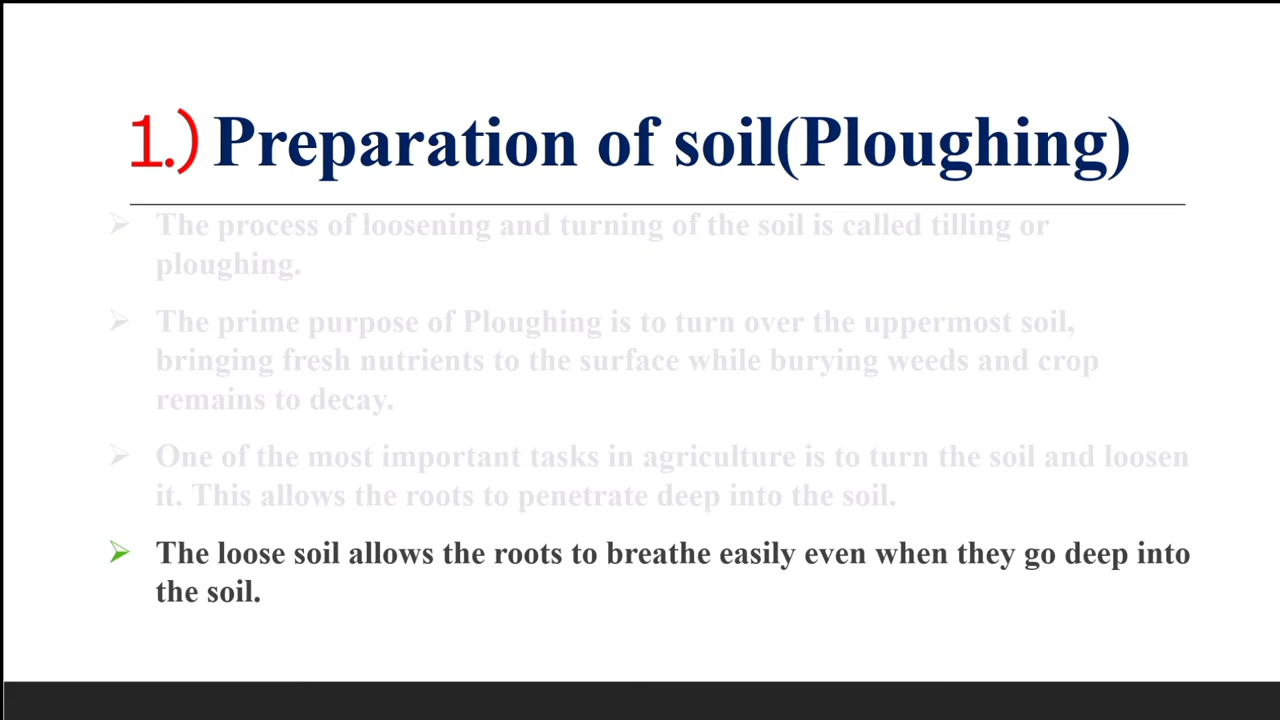 1.) Preparation of soil(Ploughing)
The process of loosening and turning of the soil is called tilling or
ploughing.
The prime purpose of Ploughing is to turn over the uppermost soil,
bringing fresh nutrients to the surface while burying weeds and crop
remains to decay.
One of the most important tasks in agriculture is to turn the soil and loosen
it. This allows the roots to penetrate deep into the soil.
The loose soil allows the roots to breathe easily even when they go deep into
the soil.